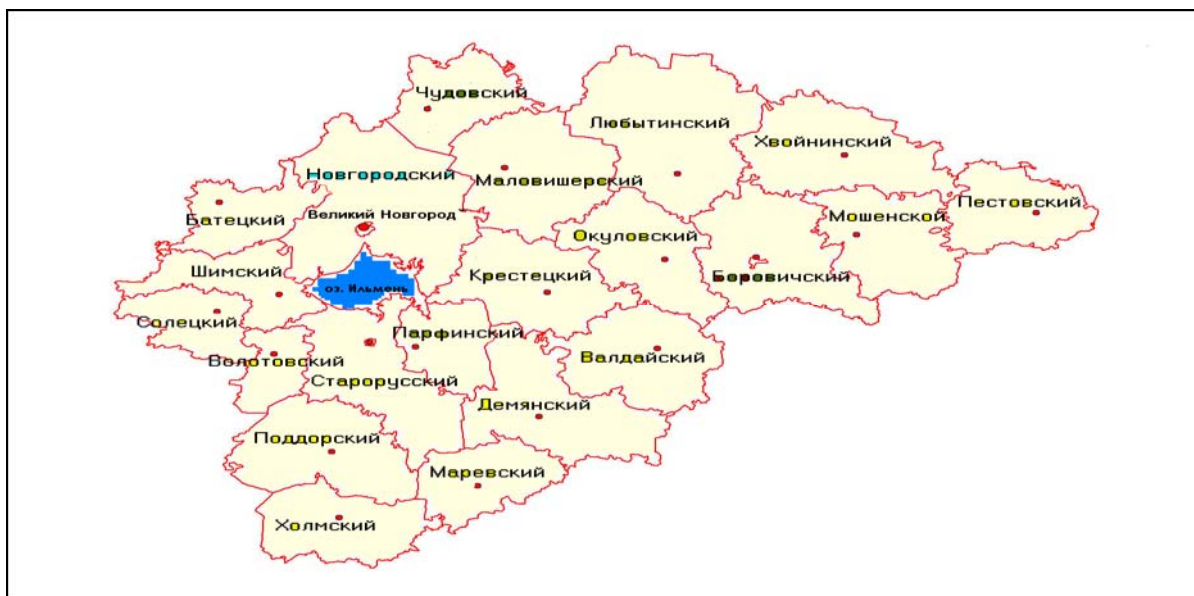 Чудовский
Любытинский
Хвойнинский
Новгородский
Маловишерский
Пестовский
Батецкий
Великий Новгород
Мошенской
Окуловский
Шимский
Крестецкий
Боровичский
оз. Ильмень
Солецкий
Парфинский
Волотовский
Валдайский
Старорусский
Демянский
Поддорский
Маревский
Холмский